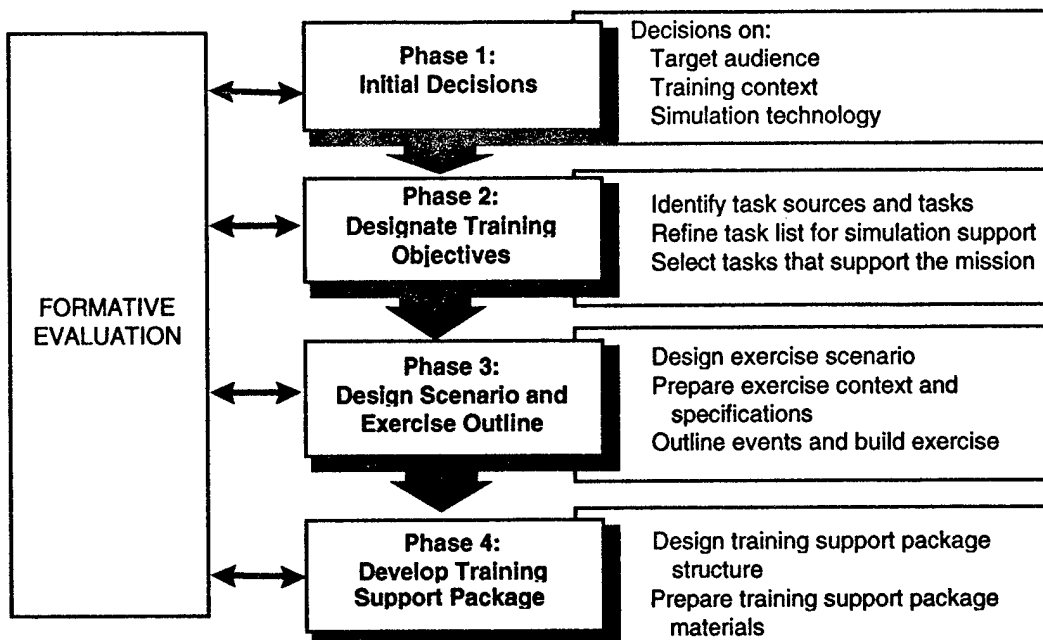 FORMATIVE
EVALUATION
Phase 1:
Initial Decisions
Decisions on:
Target audience
Training context
Simulation technology
Phase 2:
Designate Training
Objectives
Identify task sources and tasks
Refine task list for simulation support
Select tasks that support the mission
Phase 3:
Design Scenario and
Exercise Outline
Design exercise scenario
Prepare exercise context and
specifications
Outline events and build exercise
Phase 4:
Develop Training
Support Package
Design training support package
structure
Prepare training support package
materials